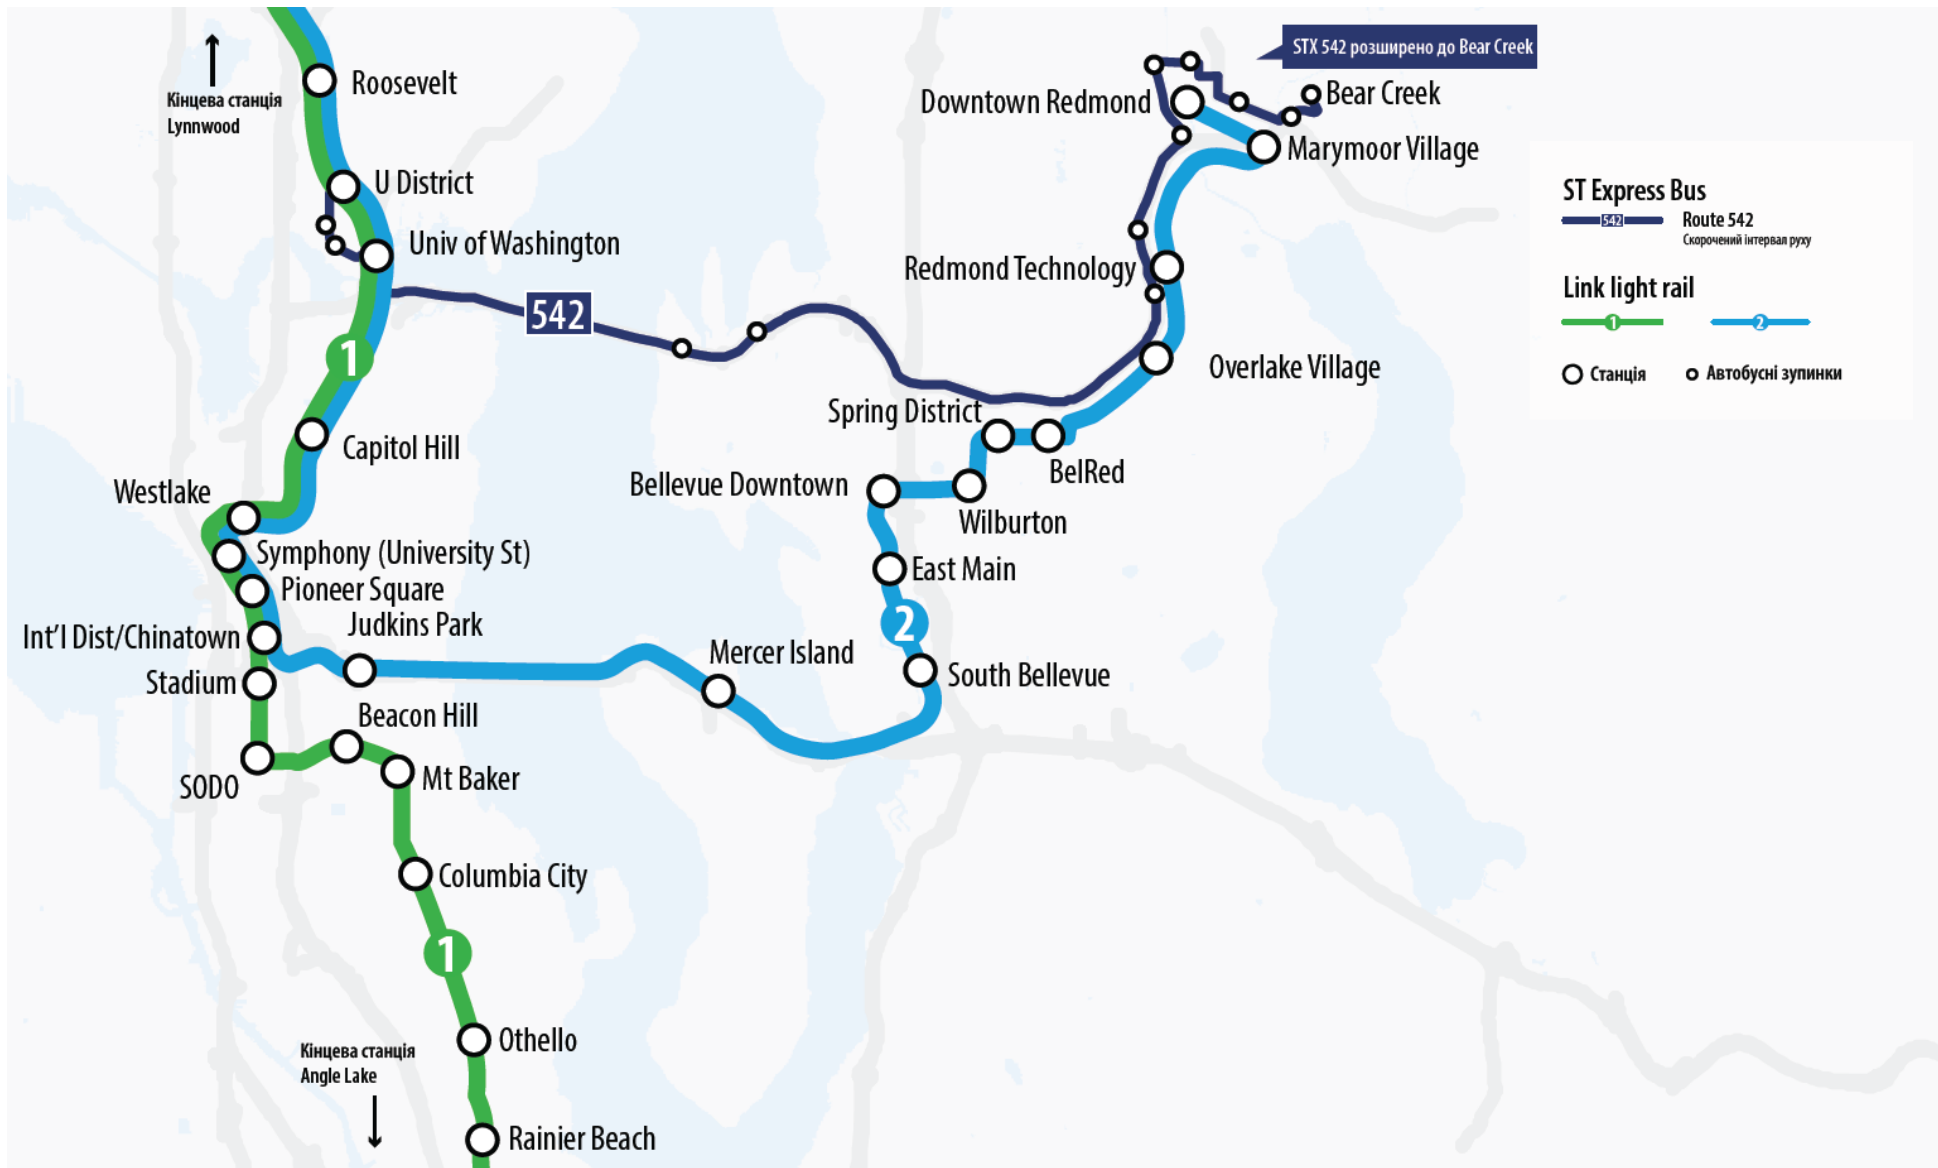 STX 542 розширено до Bear Creek
Roosevelt
Кінцева станція
Lynnwood
Downtown Redmond
Bear Creek
Marymoor Village
U District
Univ of Washington
ST Express Bus
542
Route 542
Скорочений інтервал руху
Redmond Technology
Link light rail
1
2
542
1
Overlake Village
Станція
Автобусні зупинки
Spring District
Capitol Hill
BelRed
Westlake
Bellevue Downtown
Wilburton
Symphony (University St)
East Main
Pioneer Square
2
Int'l Dist/Chinatown
Judkins Park
Mercer Island
South Bellevue
Stadium
Beacon Hill
SODO
Mt Baker
Columbia City
1
Othello
Кінцева станція
Angle Lake
Rainier Beach